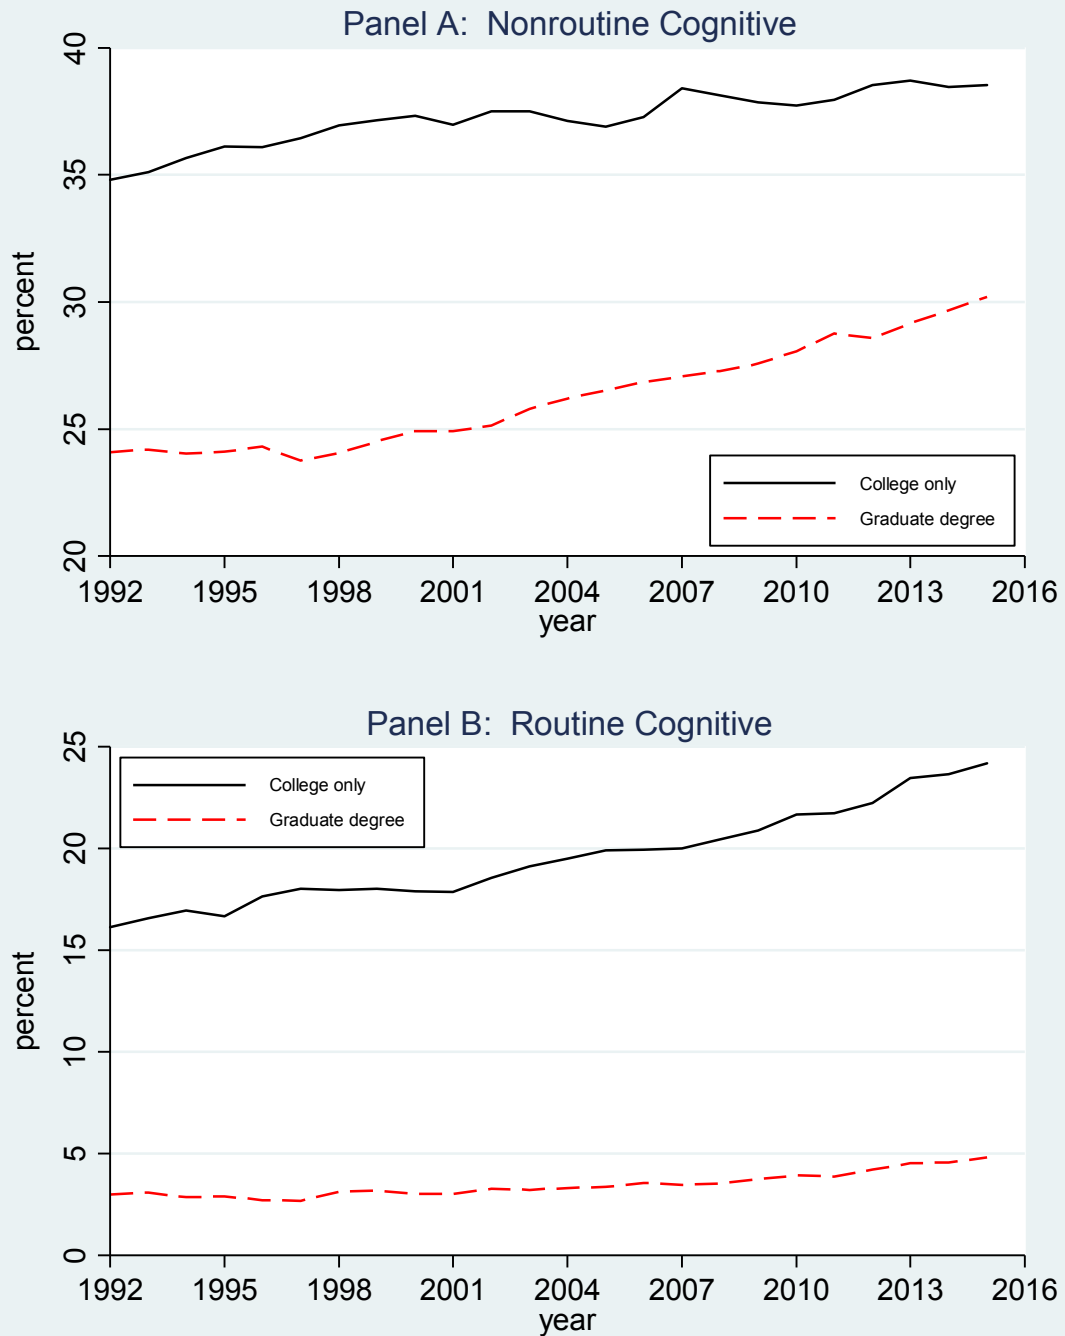 Panel A:  Nonroutine Cognitive
40
35
30
25
20
percent
College only
Graduate degree
1992 1995 1998 2001 2004 2007 2010 2013 2016
year
Panel B:  Routine Cognitive
25
20
15
10
5
0
percent
College only
Graduate degree
1992 1995 1998 2001 2004 2007 2010 2013 2016
year